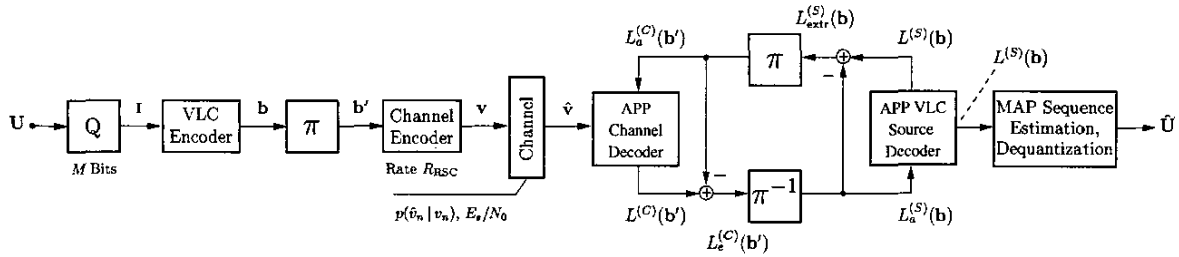 L_extr^(S)(b)
L_a^(C)(b′)
L^(S)(b)
L^(S)(b)
π
−
−
U
Q
I
VLC Encoder
b
π
b′
Channel Encoder
v
Channel
v̂
APP Channel Decoder
APP VLC Source Decoder
MAP Sequence Estimation, Dequantization
Û
M Bits
Rate R_RSC
p(v̂_n | v_n), E_s/N_0
L^(C)(b′)
π^−1
L_a^(S)(b)
L_e^(C)(b′)